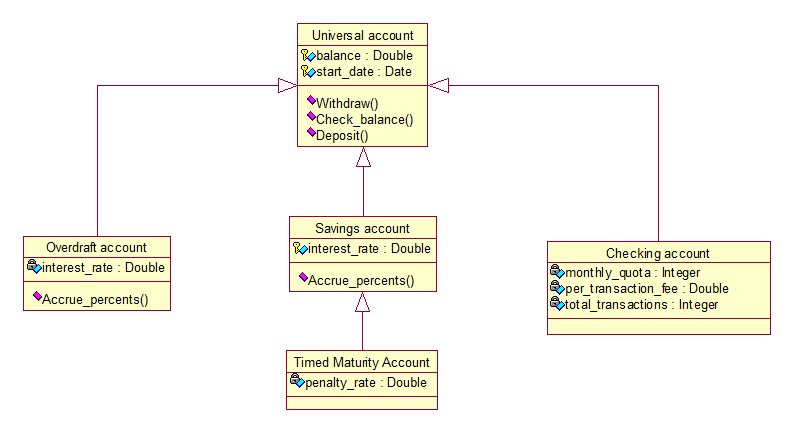 Universal account
balance : Double
start_date : Date
Withdraw()
Check_balance()
Deposit()
Overdraft account
interest_rate : Double
Accrue_percents()
Savings account
interest_rate : Double
Accrue_percents()
Checking account
monthly_quota : Integer
per_transaction_fee : Double
total_transactions : Integer
Timed Maturity Account
penalty_rate : Double